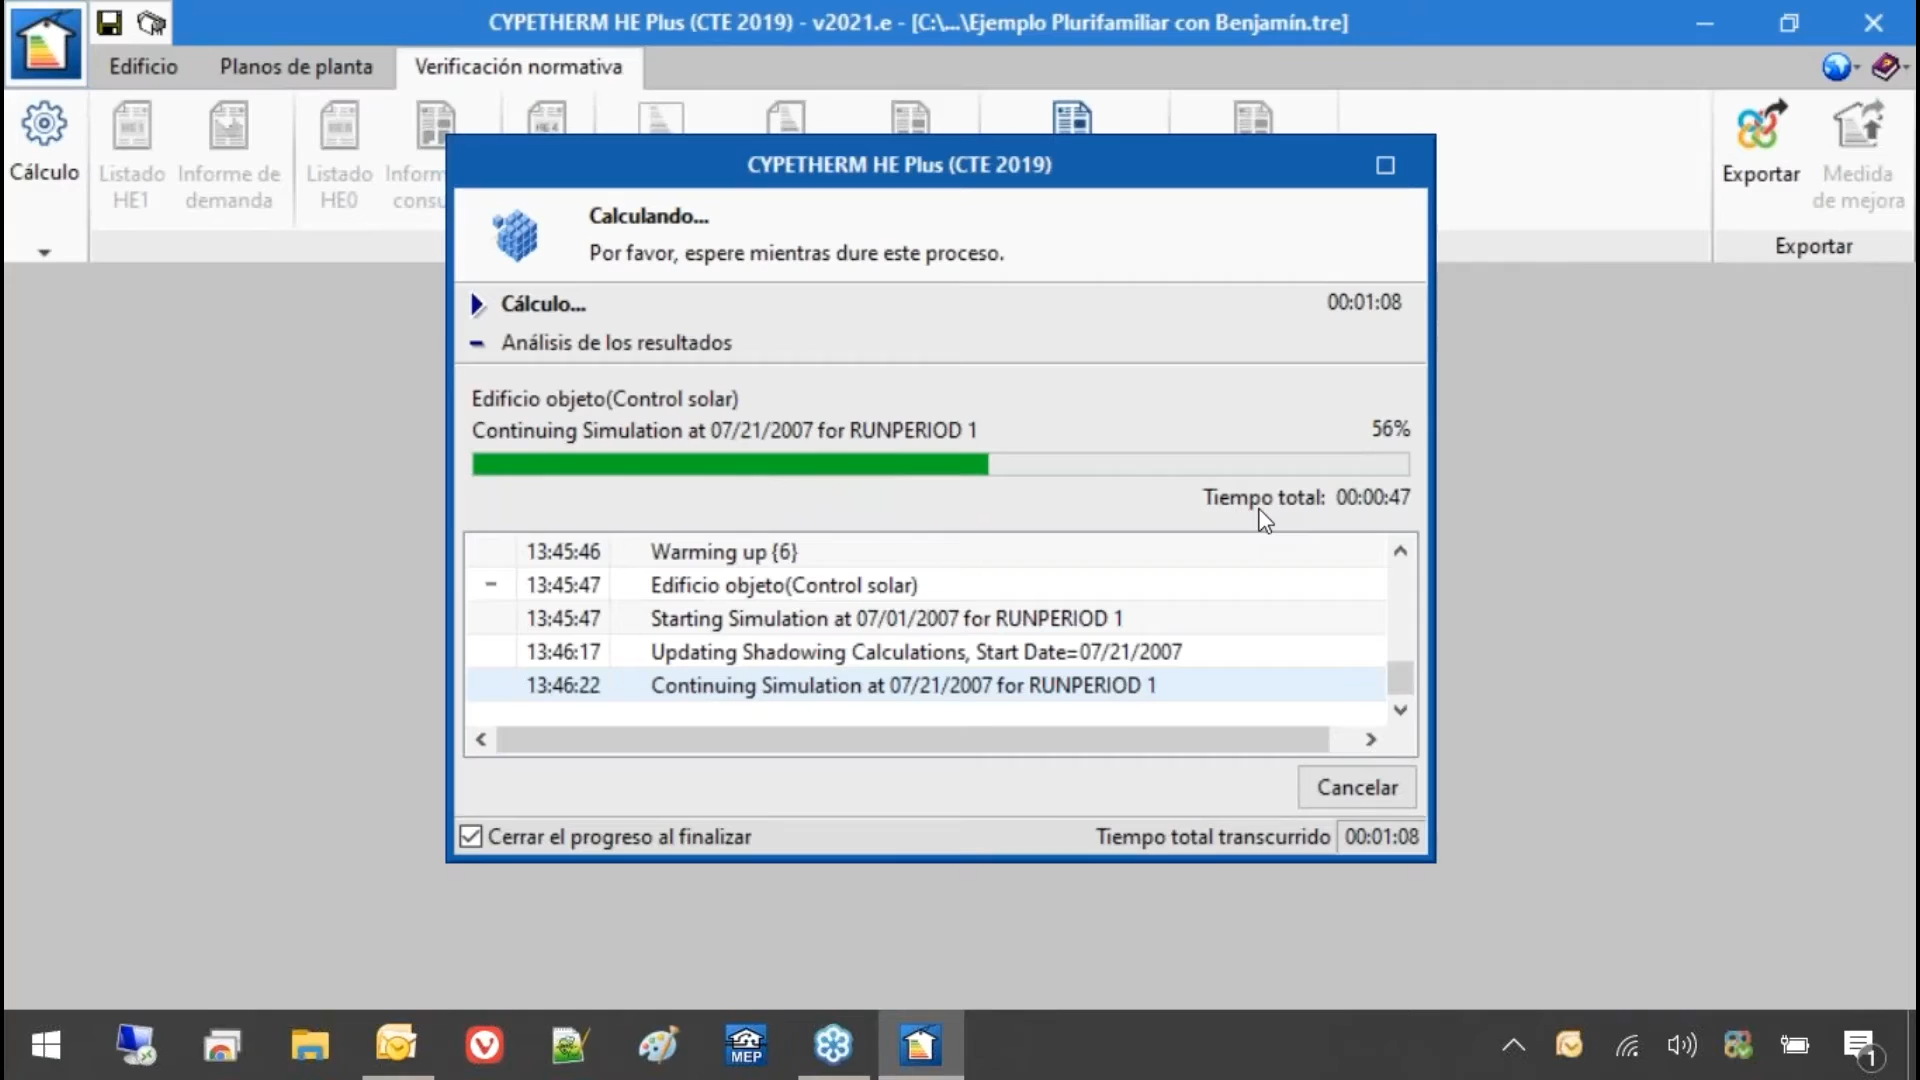 CYPETHERM HE Plus (CTE 2019) - v2021.e - [C:\...\Ejemplo Plurifamiliar con Benjamín.tre]
Edificio
Planos de planta
Verificación normativa
Cálculo
Listado
HE1
Informe de
demanda
Listado
HE0
Inform
consu
Exportar
Medida
de mejora
Exportar
CYPETHERM HE Plus (CTE 2019)
Calculando...
Por favor, espere mientras dure este proceso.
Cálculo...
00:01:08
Análisis de los resultados
Edificio objeto(Control solar)
Continuing Simulation at 07/21/2007 for RUNPERIOD 1
56%
Tiempo total: 00:00:47
13:45:46 Warming up {6}
13:45:47 Edificio objeto(Control solar)
13:45:47 Starting Simulation at 07/01/2007 for RUNPERIOD 1
13:46:17 Updating Shadowing Calculations, Start Date=07/21/2007
13:46:22 Continuing Simulation at 07/21/2007 for RUNPERIOD 1
Cancelar
Cerrar el progreso al finalizar
Tiempo total transcurrido 00:01:08
MEP
1